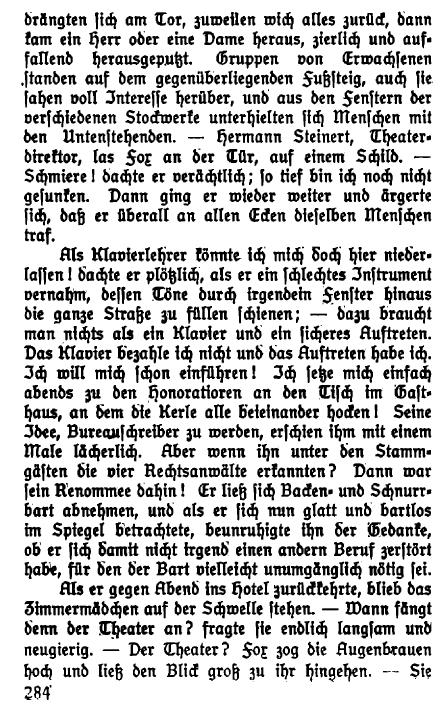 drängten sich am Tor, zuweilen wich alles zurück, dann
kam ein Herr oder eine Dame heraus, zierlich und auf-
fallend herausgeputzt. Gruppen von Erwachsenen
standen auf dem gegenüberliegenden Fußsteig, auch sie
sahen voll Interesse herüber, und aus den Fenstern der
verschiedenen Stockwerke unterhielten sich Menschen mit
den Untenstehenden. — Hermann Steinert, Theater-
direktor, las Fox an der Tür, auf einem Schild. —
Schmiere! dachte er verächtlich; so tief bin ich noch nicht
gesunken. Dann ging er wieder weiter und ärgerte
sich, daß er überall an allen Ecken dieselben Menschen
traf.
Als Klavierlehrer könnte ich mich doch hier nieder-
lassen! dachte er plötzlich, als er ein schlechtes Instrument
vernahm, dessen Töne durch irgendein Fenster hinaus
die ganze Straße zu füllen schienen; — dazu braucht
man nichts als ein Klavier und ein sicheres Auftreten.
Das Klavier bezahle ich nicht und das Auftreten habe ich.
Ich will mich schon einführen! Ich setze mich einfach
abends zu den Honoratioren an den Tisch im Gast-
haus, an dem die Kerle alle beieinander hocken! Seine
Idee, Bureauschreiber zu werden, erschien ihm mit einem
Male lächerlich. Aber wenn ihn unter den Stamm-
gästen die vier Rechtsanwälte erkannten? Dann war
sein Renommee dahin! Er ließ sich Backen- und Schnurr-
bart abnehmen, und als er sich nun glatt und bartlos
im Spiegel betrachtete, beunruhigte ihn der Gedanke,
ob er sich damit nicht irgend einen andern Beruf zerstört
habe, für den der Bart vielleicht unumgänglich nötig sei.
Als er gegen Abend ins Hotel zurückkehrte, blieb das
Zimmermädchen auf der Schwelle stehen. — Wann fängt
denn der Theater an? fragte sie endlich langsam und
neugierig. — Der Theater? Fox zog die Augenbrauen
hoch und ließ den Blick groß zu ihr hingehen. — Sie
284